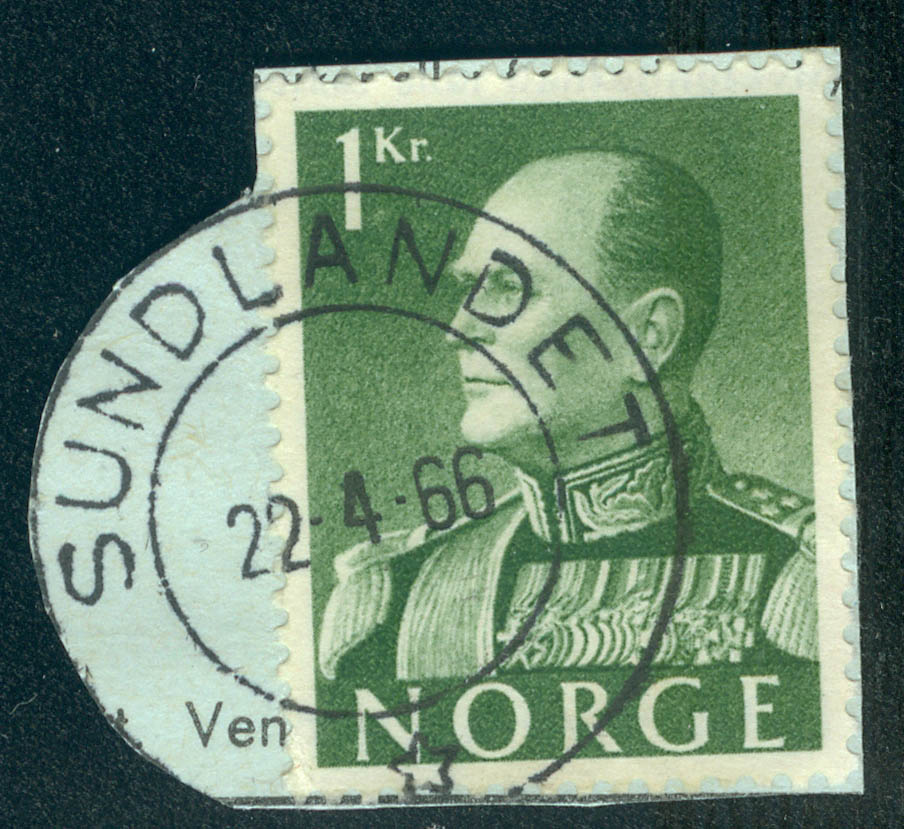 1 Kr.
SUNDLANDET
22-4-66
NORGE
Ven